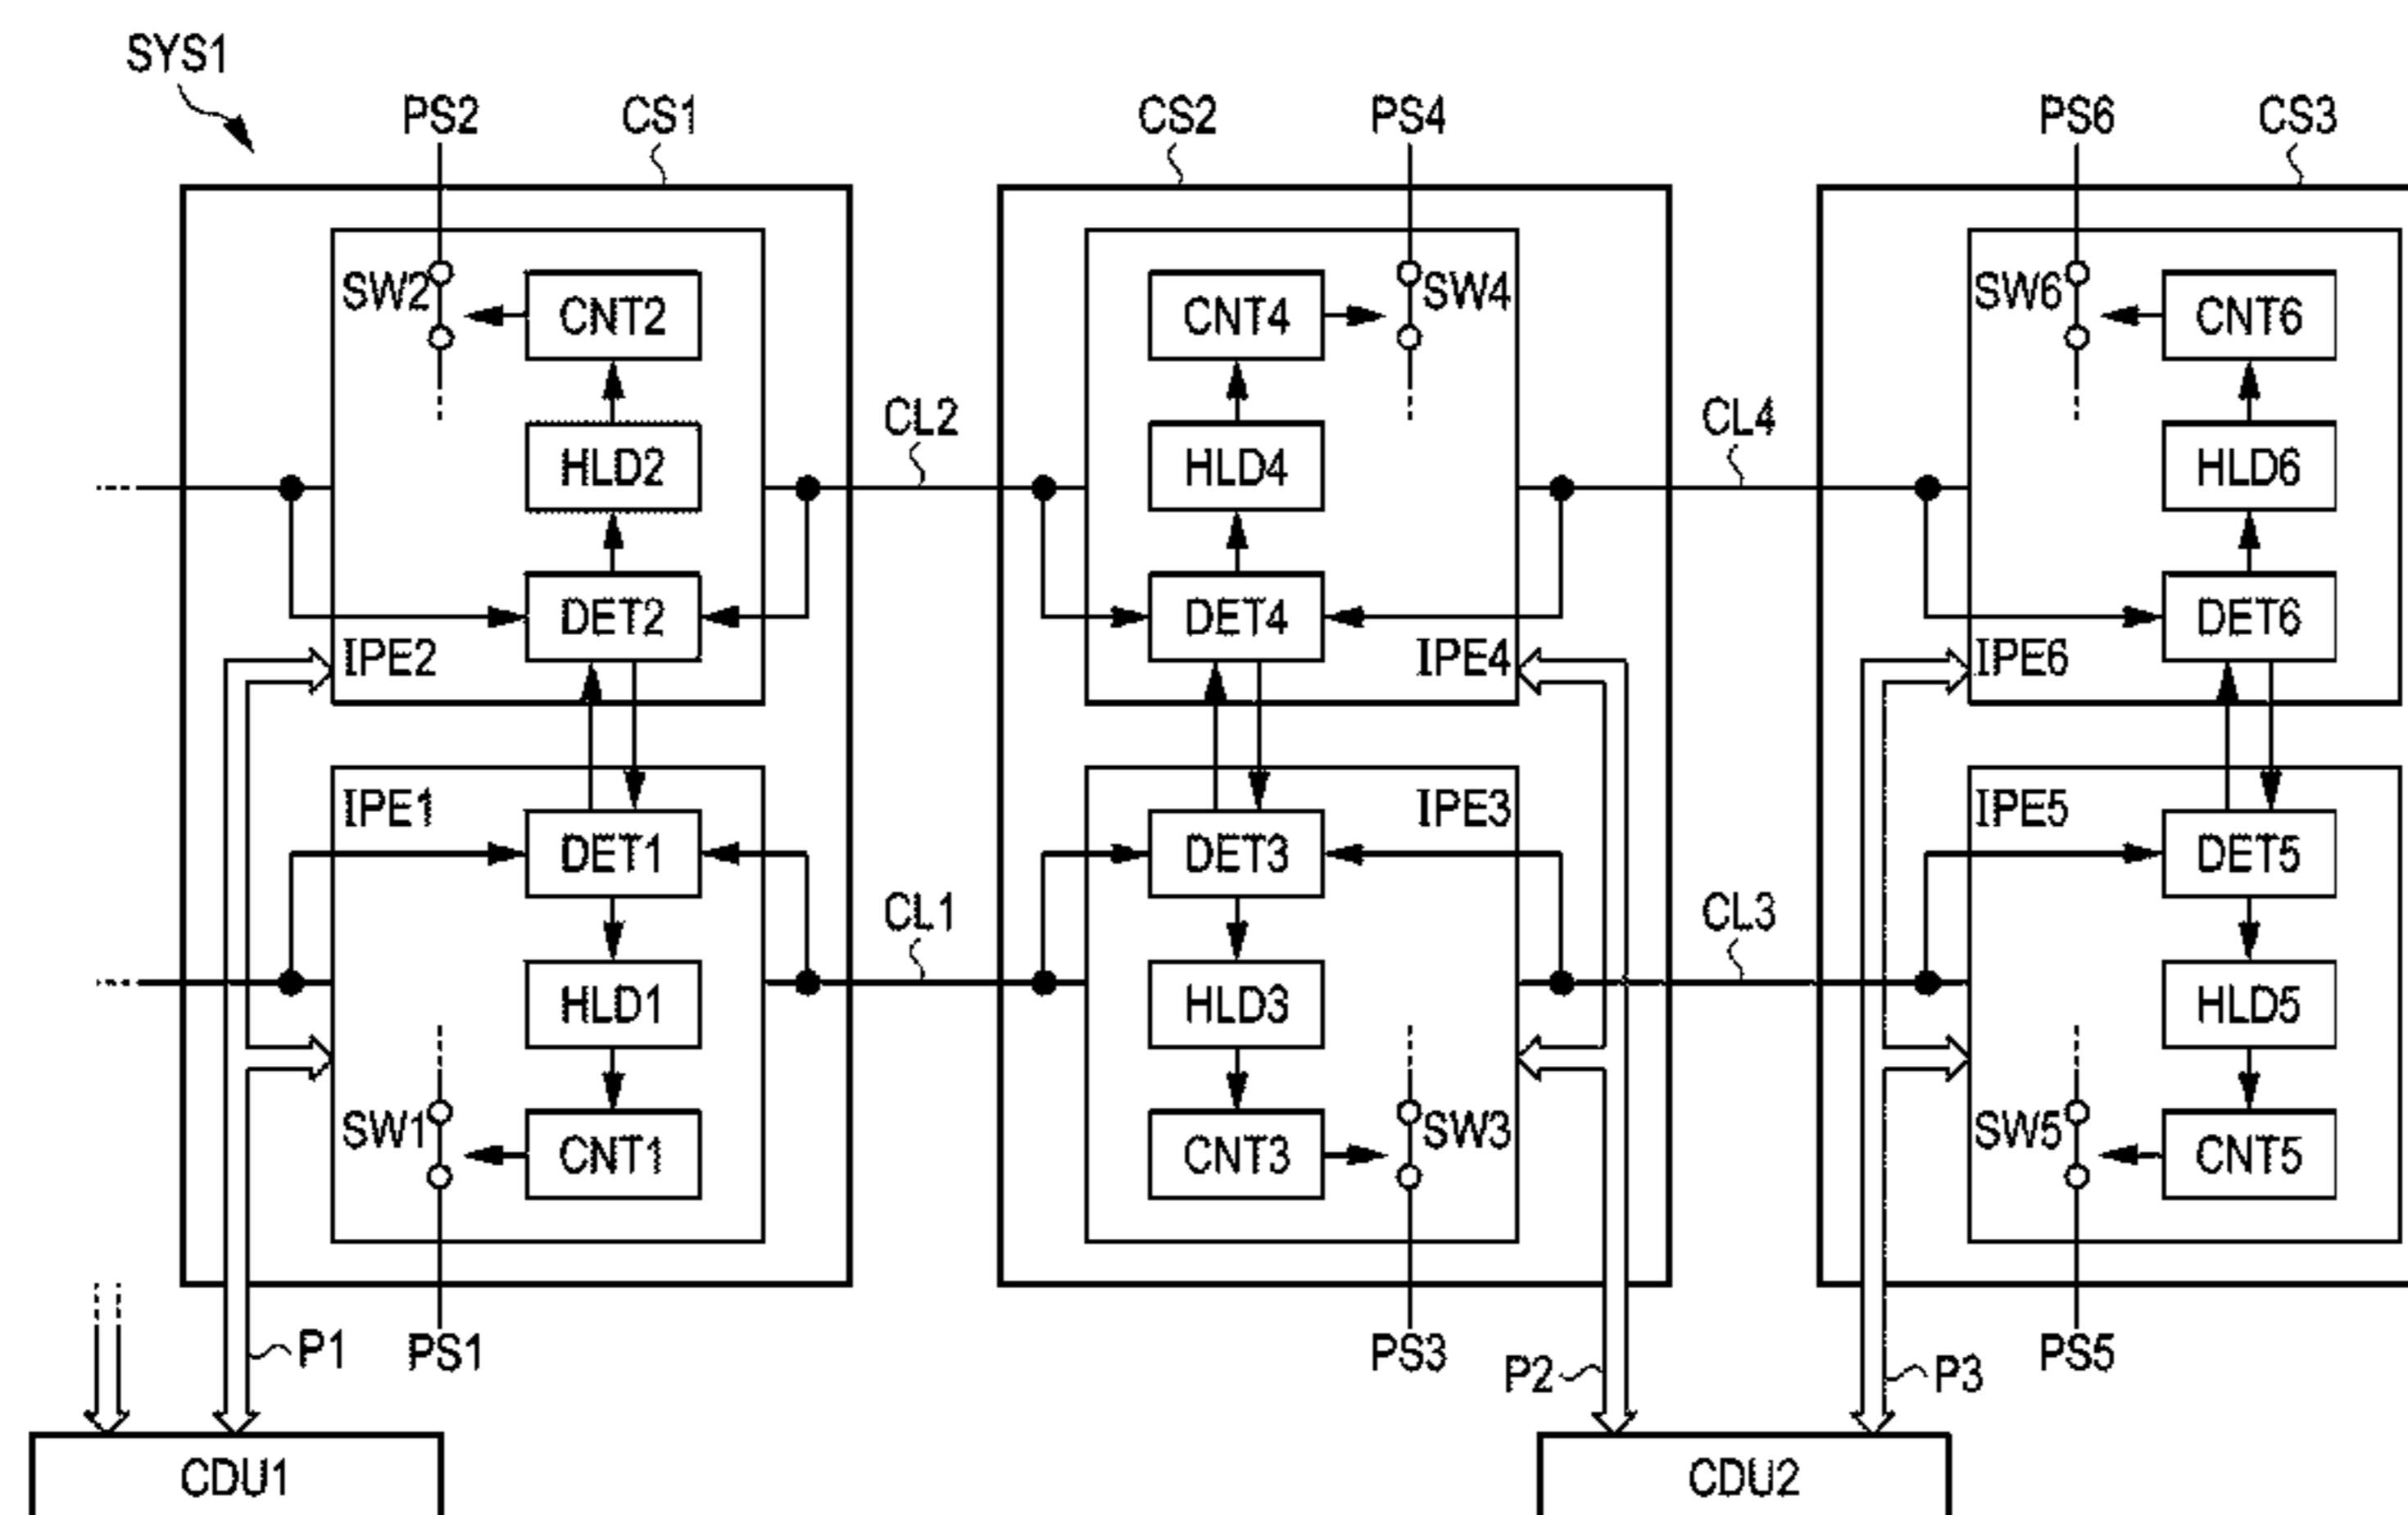 SYS1
PS2
CS1
CS2
PS4
PS6
CS3
SW2
CNT2
CNT4
SW4
SW6
CNT6
CL2
CL4
HLD2
HLD4
HLD6
DET2
DET4
DET6
IPE2
IPE4
IPE6
IPE1
IPE3
IPE5
DET1
DET3
DET5
CL1
CL3
HLD1
HLD3
HLD5
SW1
CNT1
CNT3
SW3
SW5
CNT5
P1
PS1
PS3
P2
P3
PS5
CDU1
CDU2